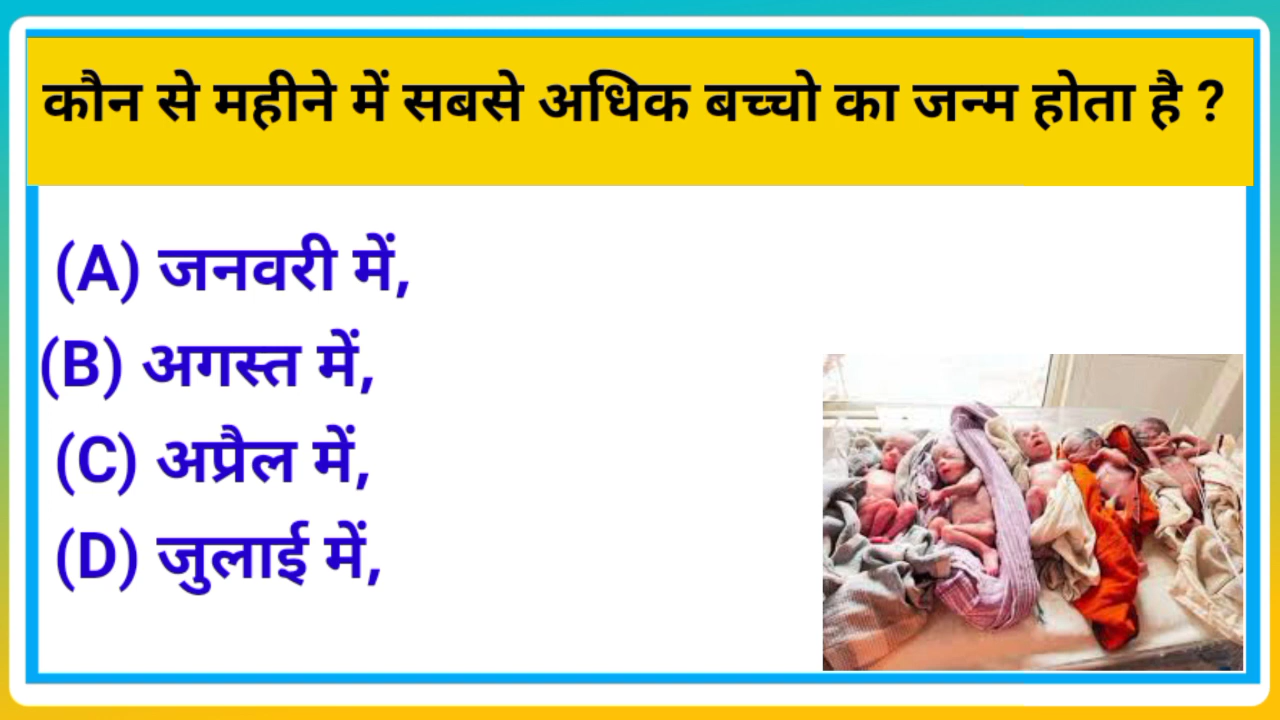 कौन से महीने में सबसे अधिक बच्चो का जन्म होता है ?
(A) जनवरी में,
(B) अगस्त में,
(C) अप्रैल में,
(D) जुलाई में,